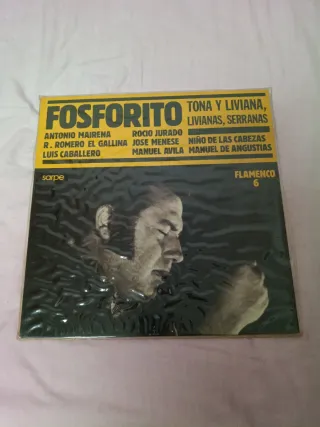 FOSFORITO
TONA Y LIVIANA,
LIVIANAS, SERRANAS
ANTONIO MAIRENA
ROCIO JURADO
NIÑO DE LAS CABEZAS
R. ROMERO EL GALLINA
JOSE MENESE
MANUEL DE ANGUSTIAS
LUIS CABALLERO
MANUEL AVILA
sarpe
FLAMENCO
6